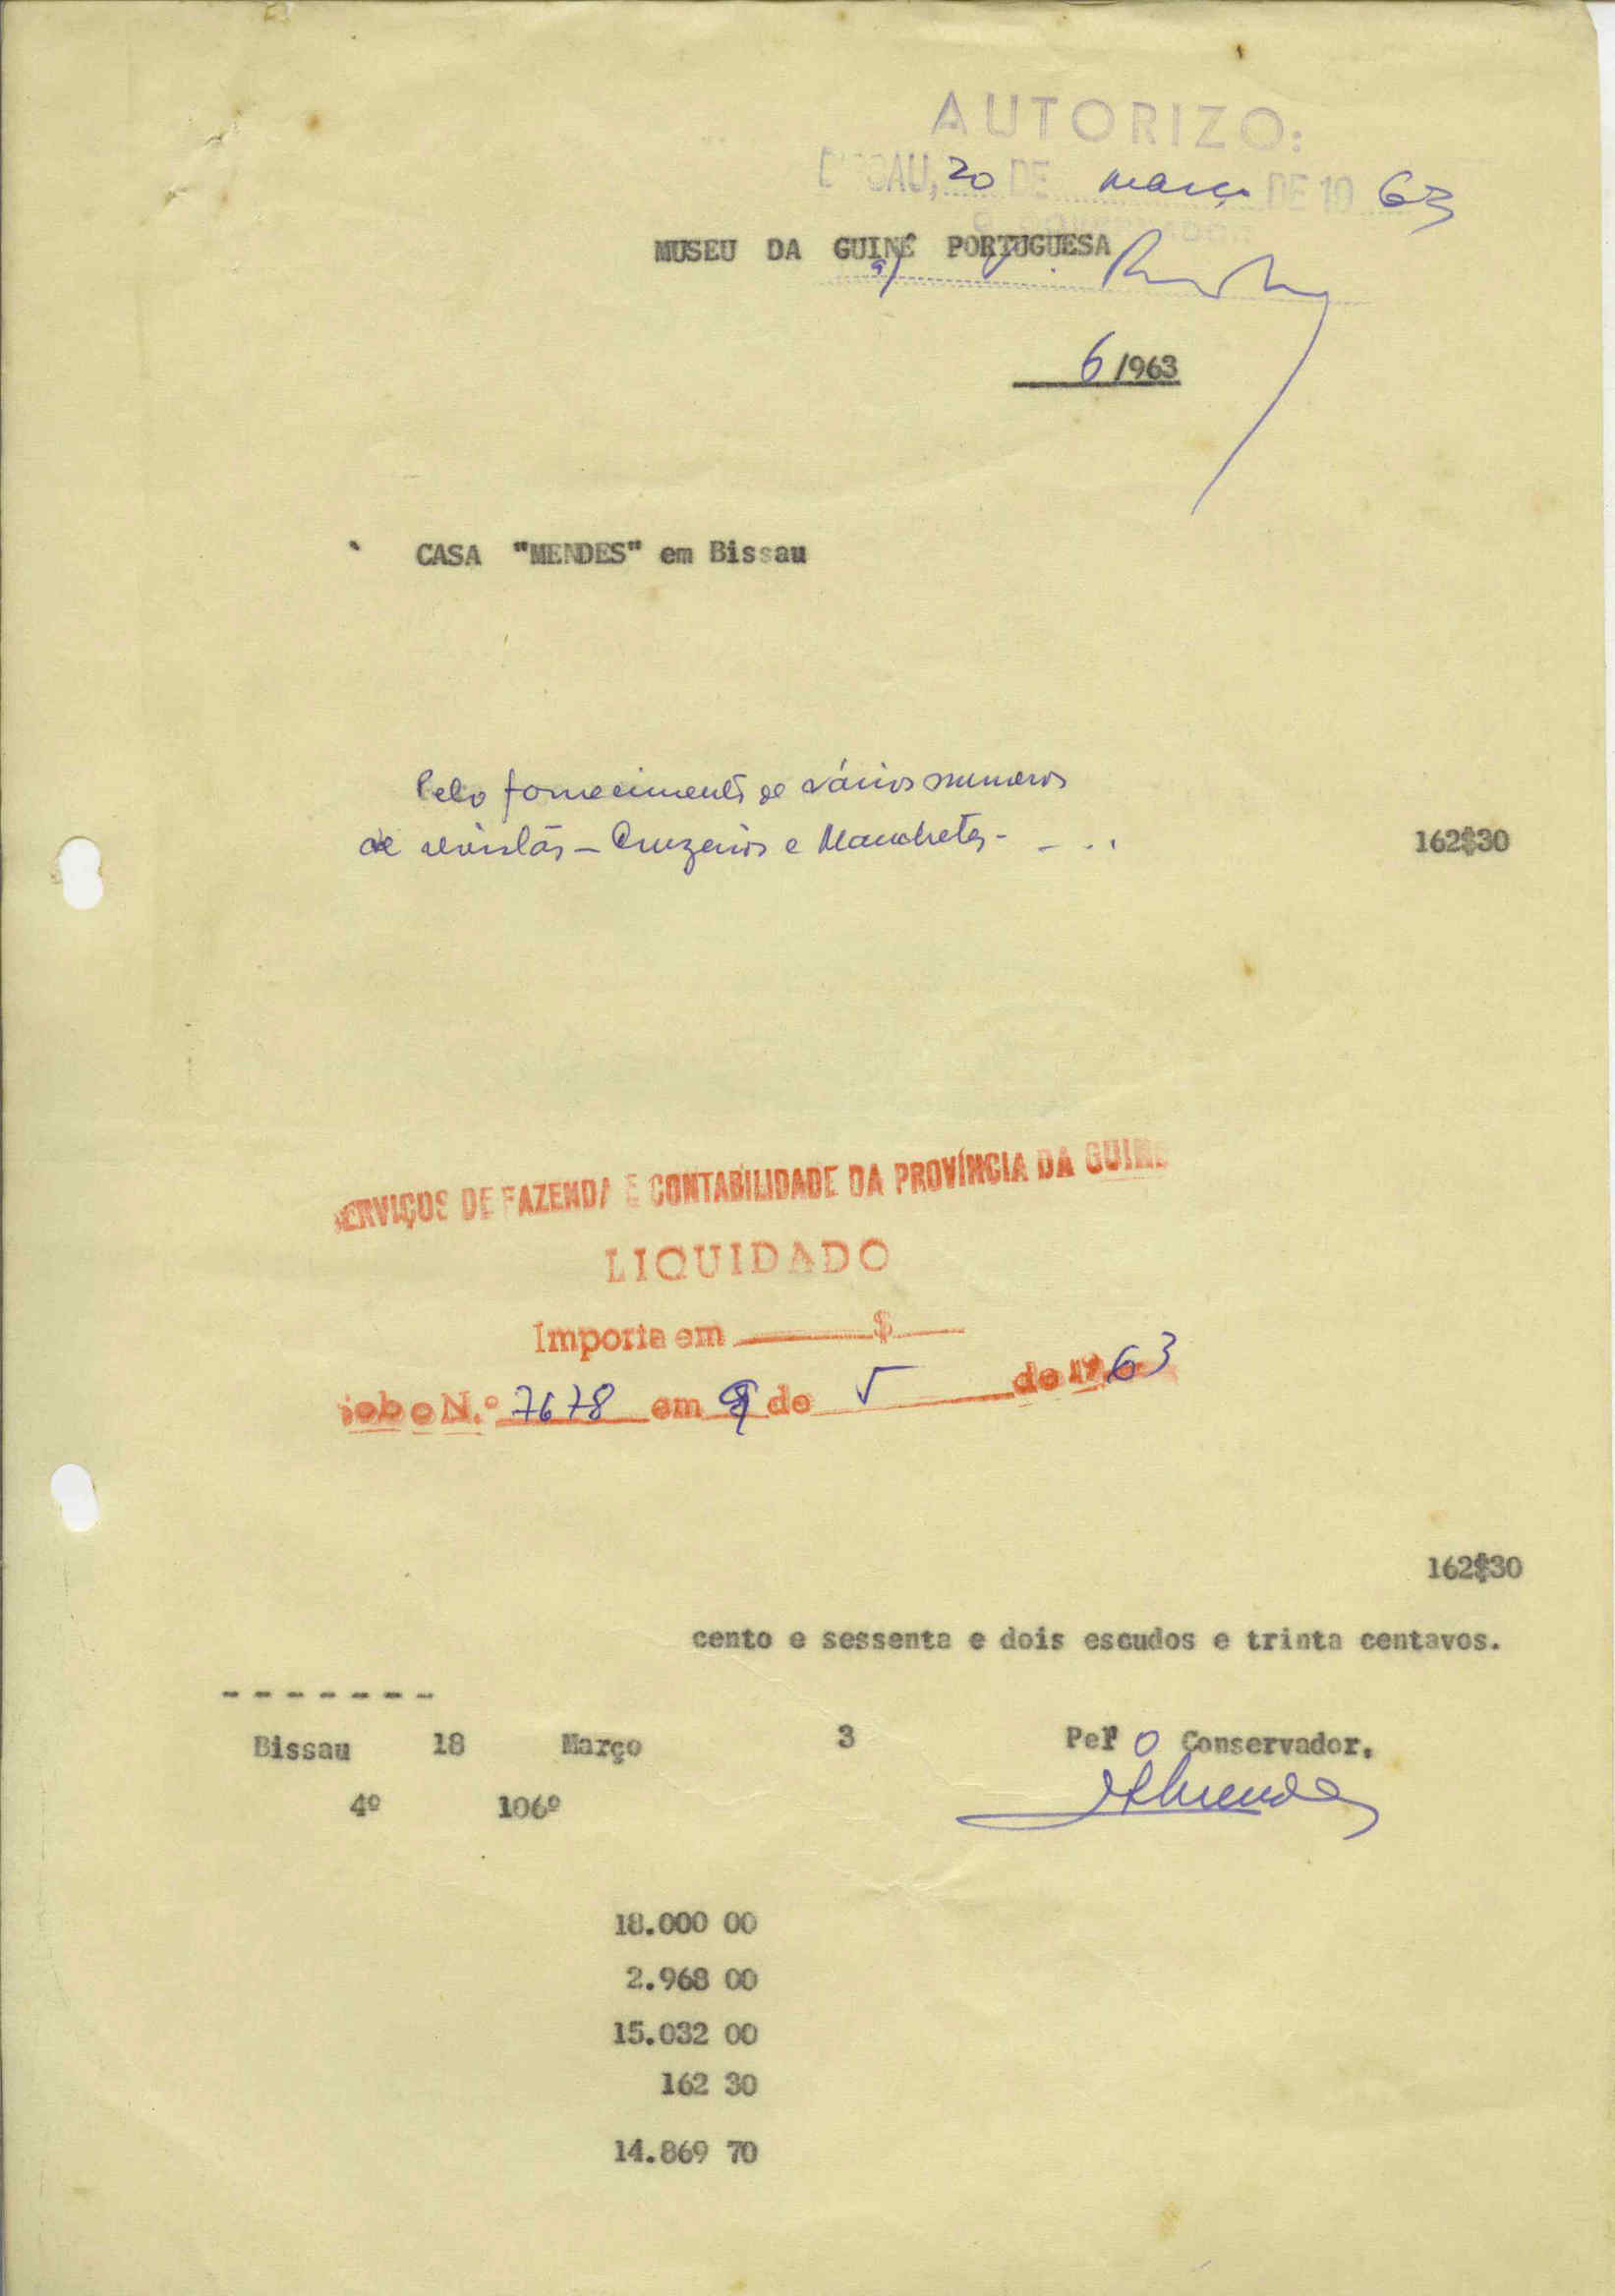 AUTORIZO:
BISSAU, 20 DE março DE 19 63
MUSEU DA GUINÉ PORTUGUESA
6/963
CASA "MENDES" em Bissau
Pelo fornecimento de vários numeros
de revistas - Cruzeiros e Manchetes - - . .
162$30
SERVIÇOS DE FAZENDA E CONTABILIDADE DA PROVÍNCIA DA GUINÉ
LIQUIDADO
Importa em $
sob o N.º 7678 em 9 de 5 de 1963
162$30
cento e sessenta e dois escudos e trinta centavos.
- - - - - - -
Bissau 18 Março 3 Pel o Conservador.
4º 106º
18.000 00
2.968 00
15.032 00
162 30
14.869 70